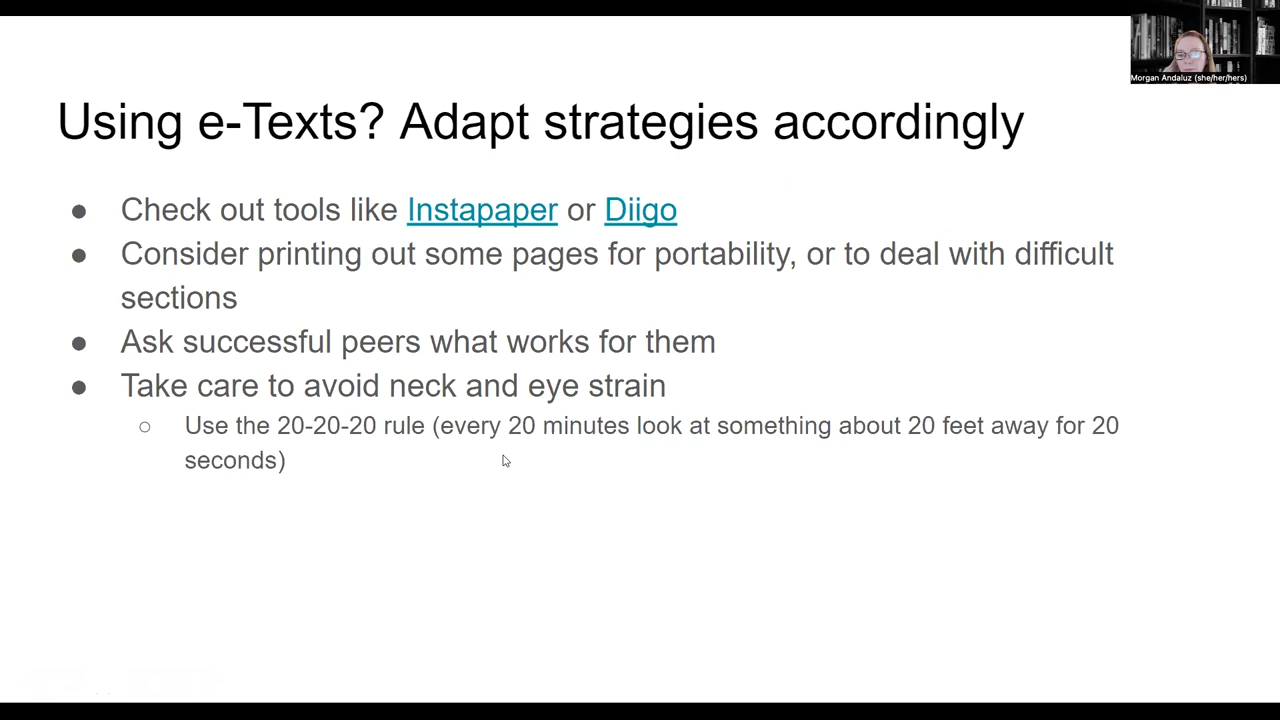 Morgan Andaluz (she/her/hers)
Using e-Texts? Adapt strategies accordingly
● Check out tools like Instapaper or Diigo
● Consider printing out some pages for portability, or to deal with difficult
sections
● Ask successful peers what works for them
● Take care to avoid neck and eye strain
○ Use the 20-20-20 rule (every 20 minutes look at something about 20 feet away for 20
seconds)